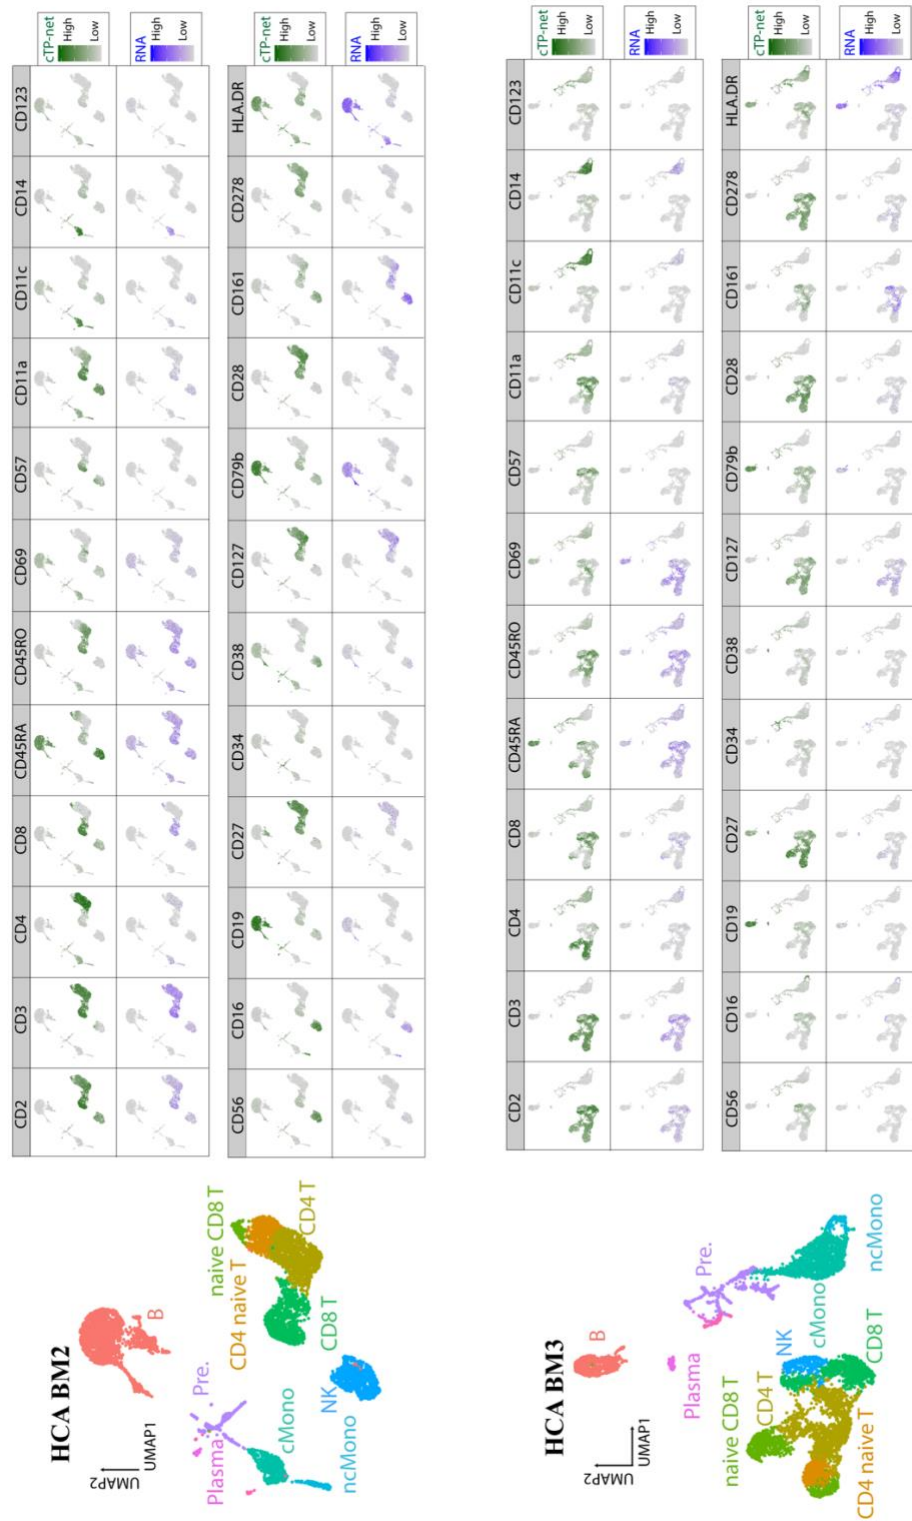 HCA BM2
UMAP2
UMAP1
B
Pre.
Plasma
cMono
ncMono
NK
CD8 T
CD4 naive T
naive CD8 T
CD4 T
CD2
CD3
CD4
CD8
CD45RA
CD45RO
CD69
CD57
CD11a
CD11c
CD14
CD123
cTP-net
High
Low
RNA
High
Low
CD56
CD16
CD19
CD27
CD34
CD38
CD127
CD79b
CD28
CD161
CD278
HLA.DR
cTP-net
High
Low
RNA
High
Low
HCA BM3
UMAP2
UMAP1
B
Plasma
Pre.
naive CD8 T
CD4 T
NK
cMono
ncMono
CD8 T
CD4 naive T
CD2
CD3
CD4
CD8
CD45RA
CD45RO
CD69
CD57
CD11a
CD11c
CD14
CD123
cTP-net
High
Low
RNA
High
Low
CD56
CD16
CD19
CD27
CD34
CD38
CD127
CD79b
CD28
CD161
CD278
HLA.DR
cTP-net
High
Low
RNA
High
Low